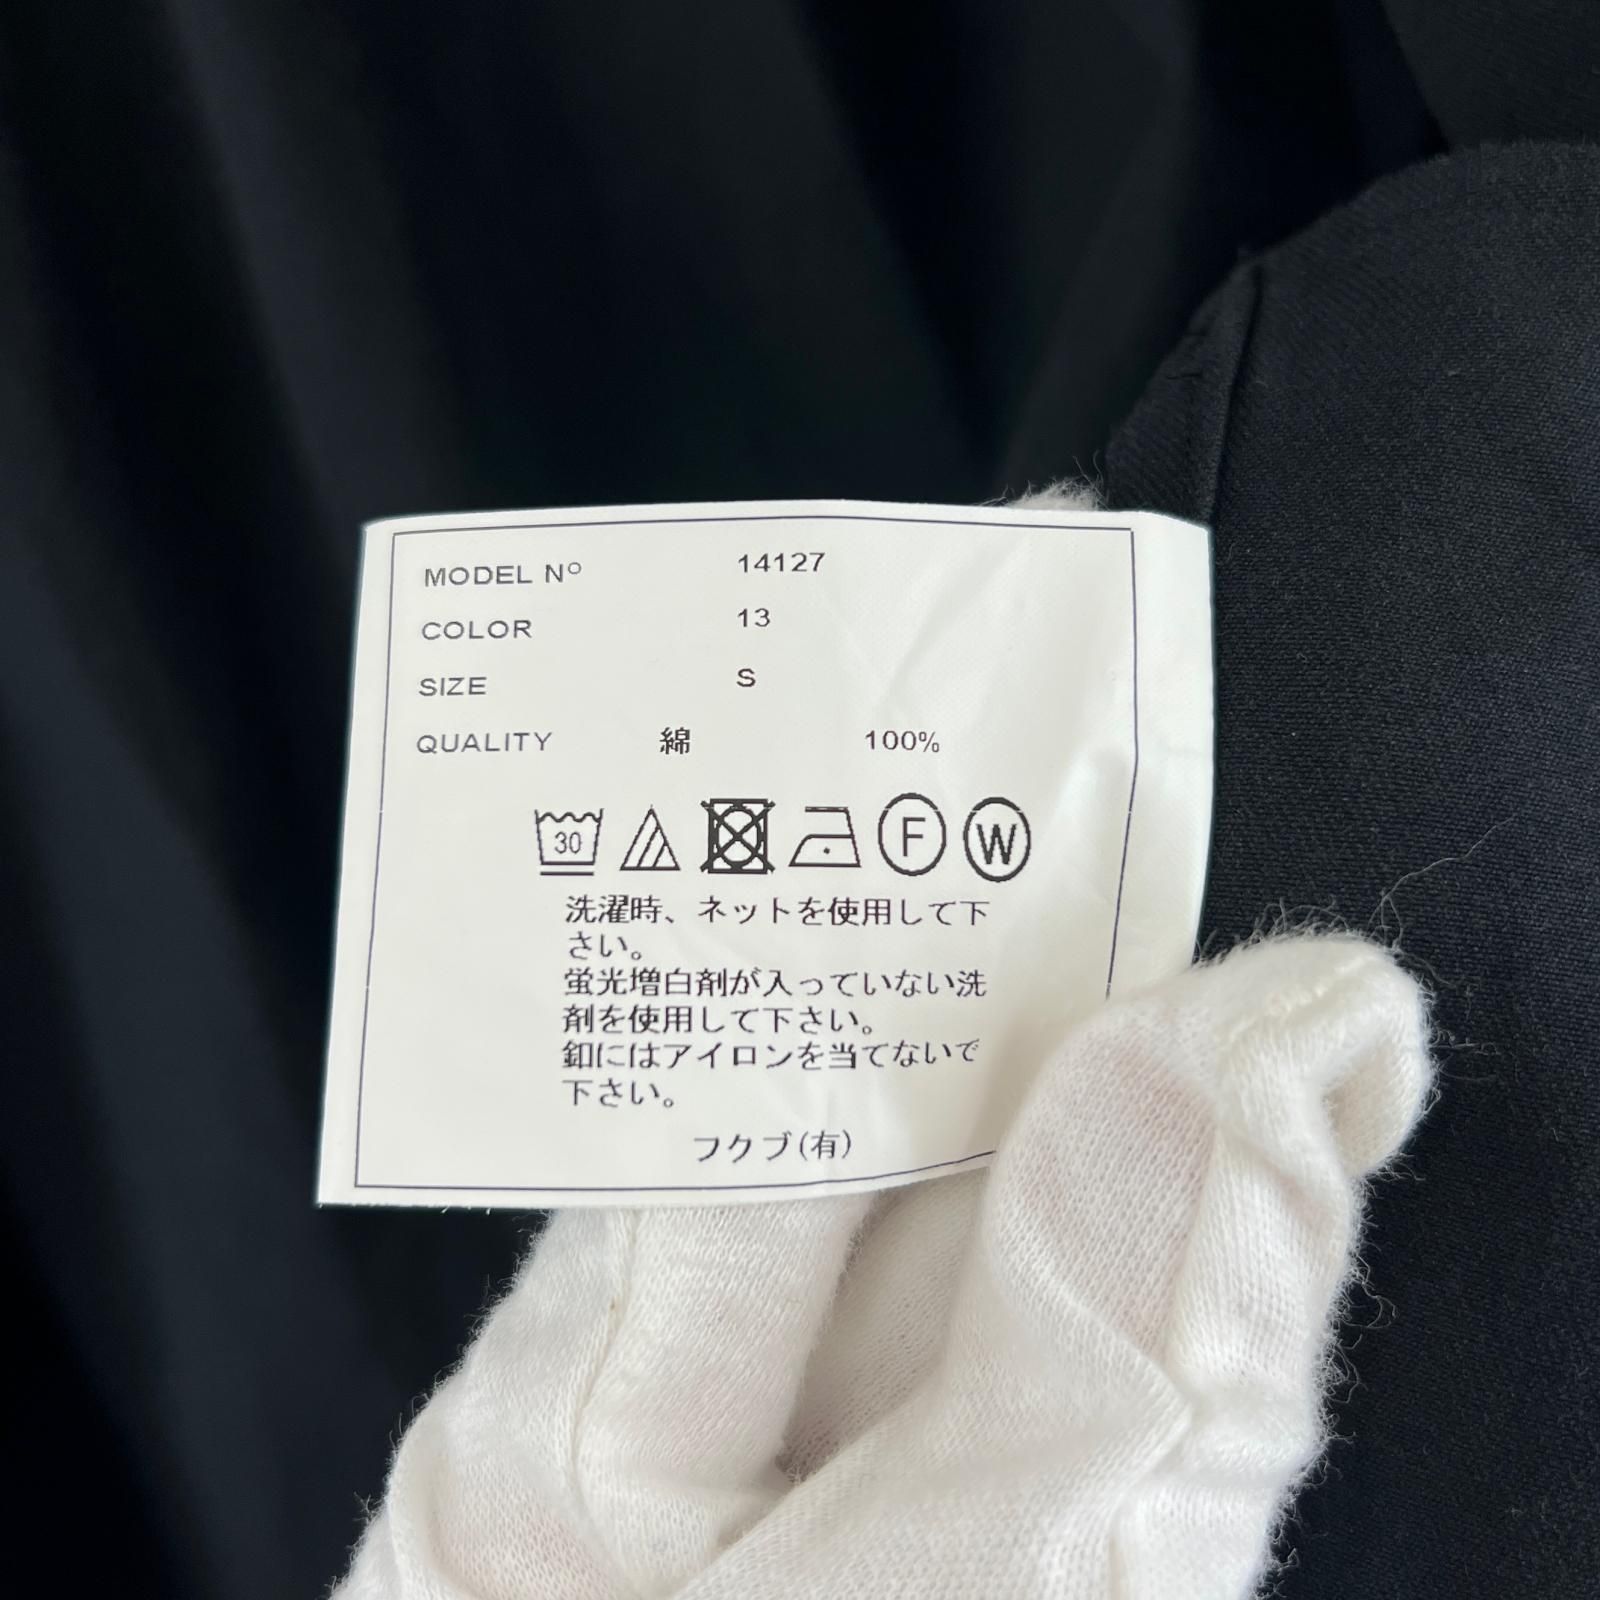 MODEL Nº 14127
COLOR 13
SIZE S
QUALITY 綿 100%
30 F W
洗濯時、ネットを使用して下
さい。
蛍光増白剤が入っていない洗
剤を使用して下さい。
釦にはアイロンを当てないで
下さい。
フクブ(有)